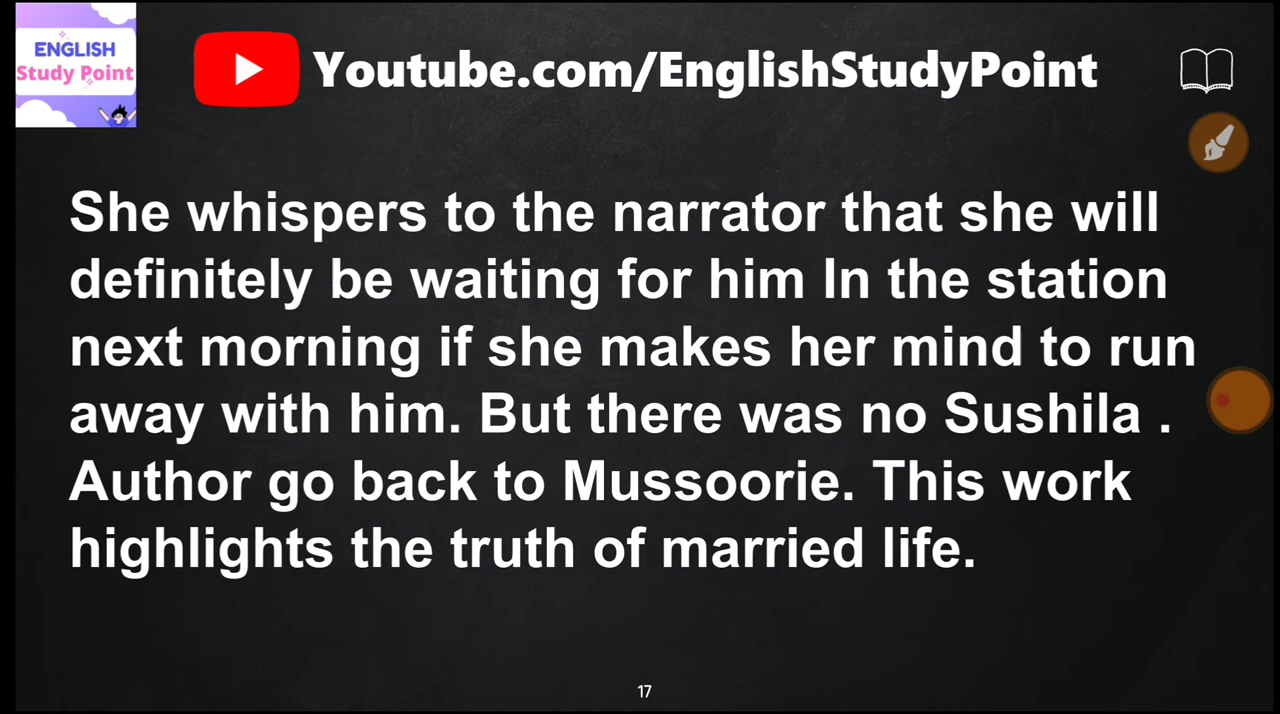 ENGLISH
Study Point
Youtube.com/EnglishStudyPoint
She whispers to the narrator that she will
definitely be waiting for him In the station
next morning if she makes her mind to run
away with him. But there was no Sushila .
Author go back to Mussoorie. This work
highlights the truth of married life.
17